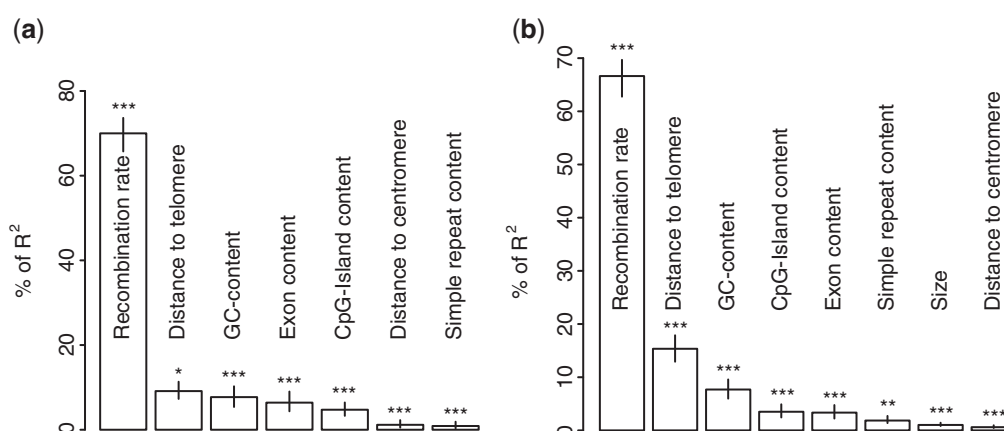 (a)
% of R²
80
60
40
20
0
***
*
***
***
***
***
***
Recombination rate
Distance to telomere
GC-content
Exon content
CpG-Island content
Distance to centromere
Simple repeat content
(b)
% of R²
70
60
50
40
30
20
10
0
***
***
***
***
***
**
***
***
Recombination rate
Distance to telomere
GC-content
CpG-Island content
Exon content
Simple repeat content
Size
Distance to centromere